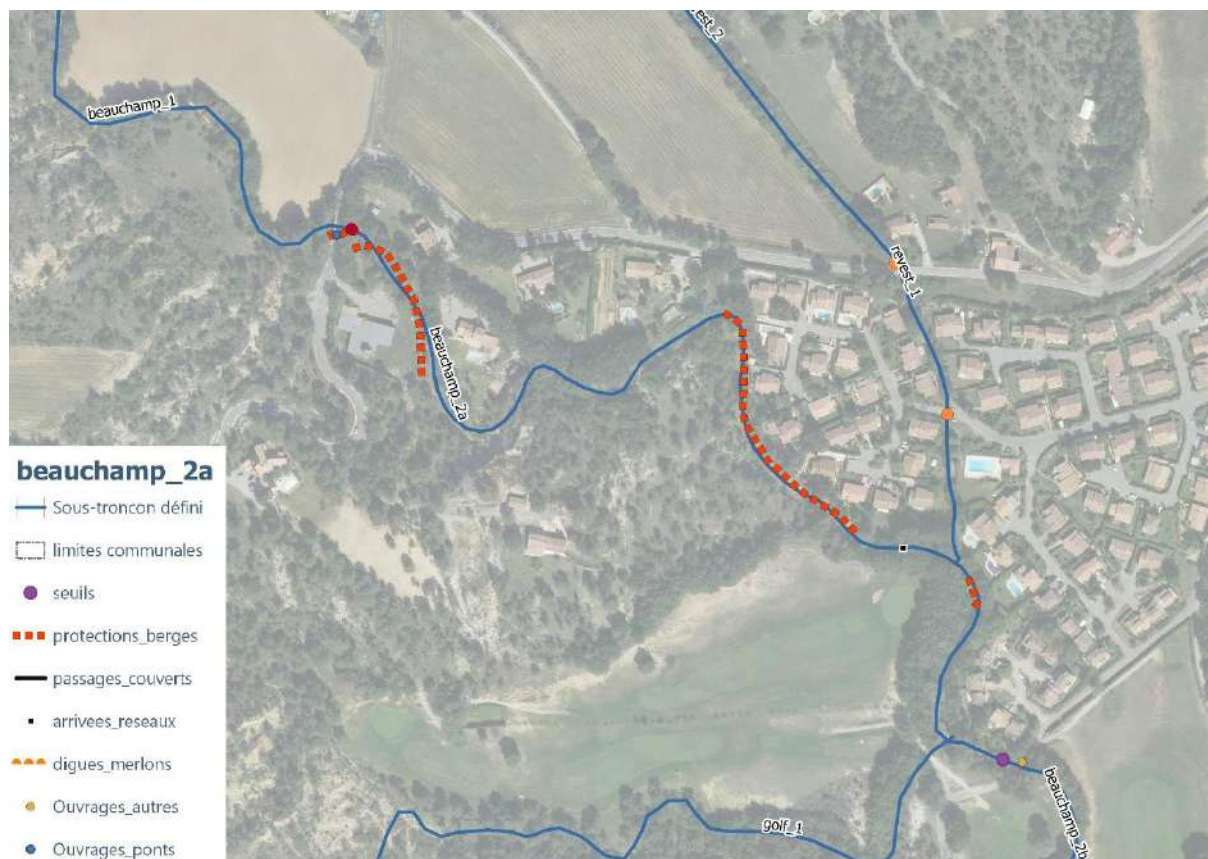 est_2
beauchamp_1
revest_1
beauchamp_2a
beauchamp_2a
Sous-troncon défini
limites communales
seuils
protections_berges
passages_couverts
arrivees_reseaux
digues_merlons
Ouvrages_autres
Ouvrages_ponts
golf_1
beauchamp_2b